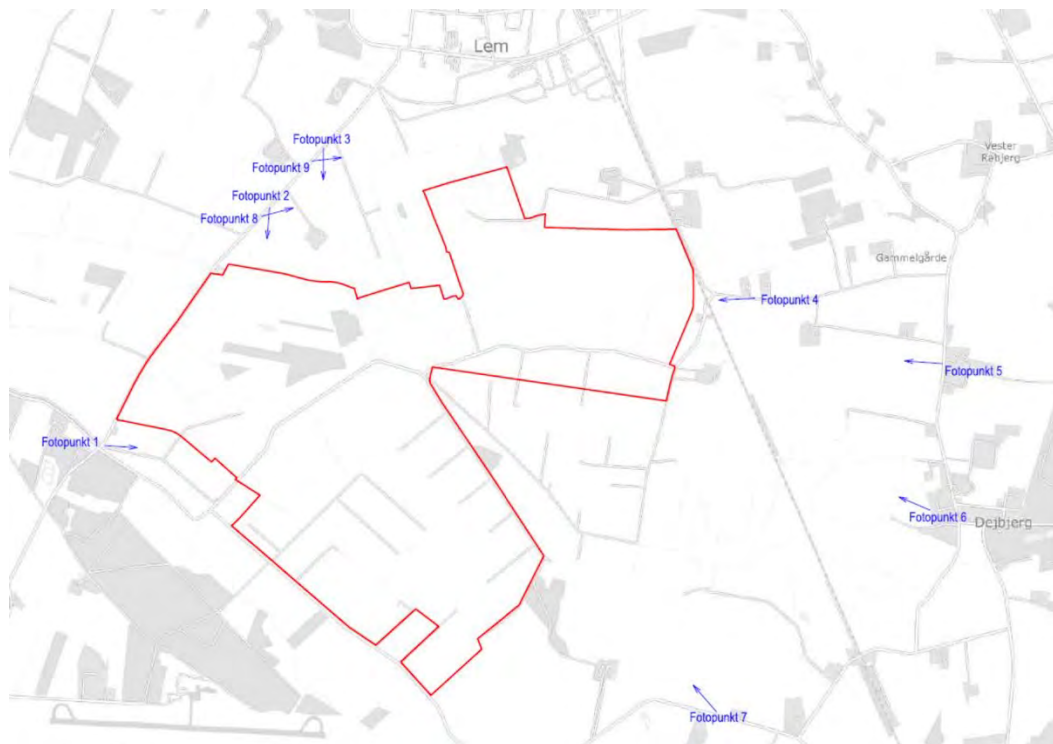 Lem
Fotopunkt 3
Vester
Røbjerg
Fotopunkt 9
Fotopunkt 2
Fotopunkt 8
Gammelgårde
Fotopunkt 4
Fotopunkt 5
Fotopunkt 1
Fotopunkt 6
Dejbjerg
Fotopunkt 7